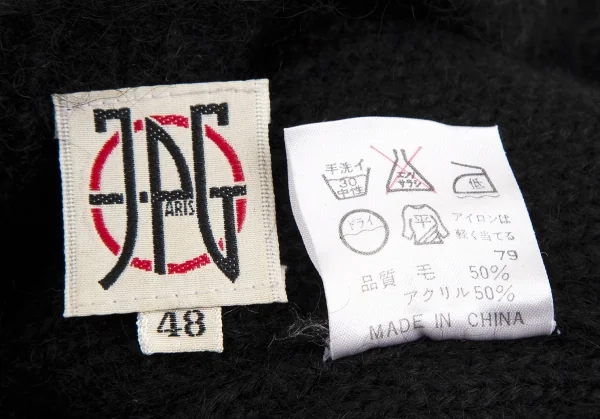 JPG
PARIS
48
手洗イ
30
中性
エンソ
サラシ
低
ドライ
平
アイロンは
軽く当てる
79
品質 毛 50%
アクリル 50%
MADE IN CHINA